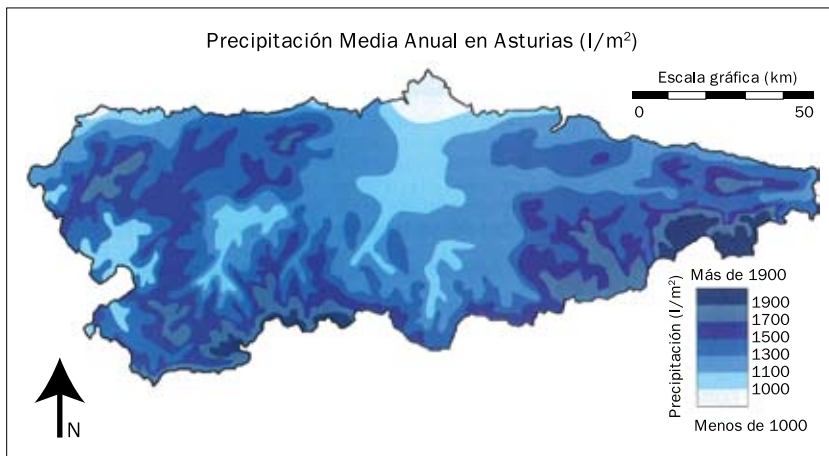 Precipitación Media Anual en Asturias (l/m²)
Escala gráfica (km)
0 50
Más de 1900
Precipitación (l/m²)
1900
1700
1500
1300
1100
1000
Menos de 1000
N